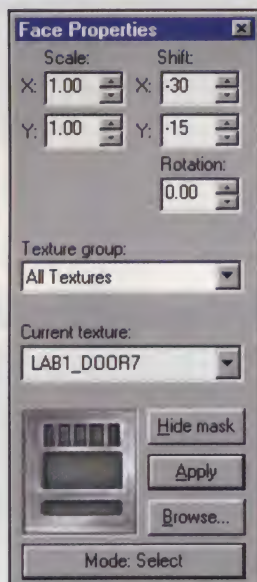 Face Properties
Scale: Shift:
X: 1.00 X: -30
Y: 1.00 Y: -15
Rotation:
0.00
Texture group:
All Textures
Current texture:
LAB1_DOOR7
Hide mask
Apply
Browse...
Mode: Select